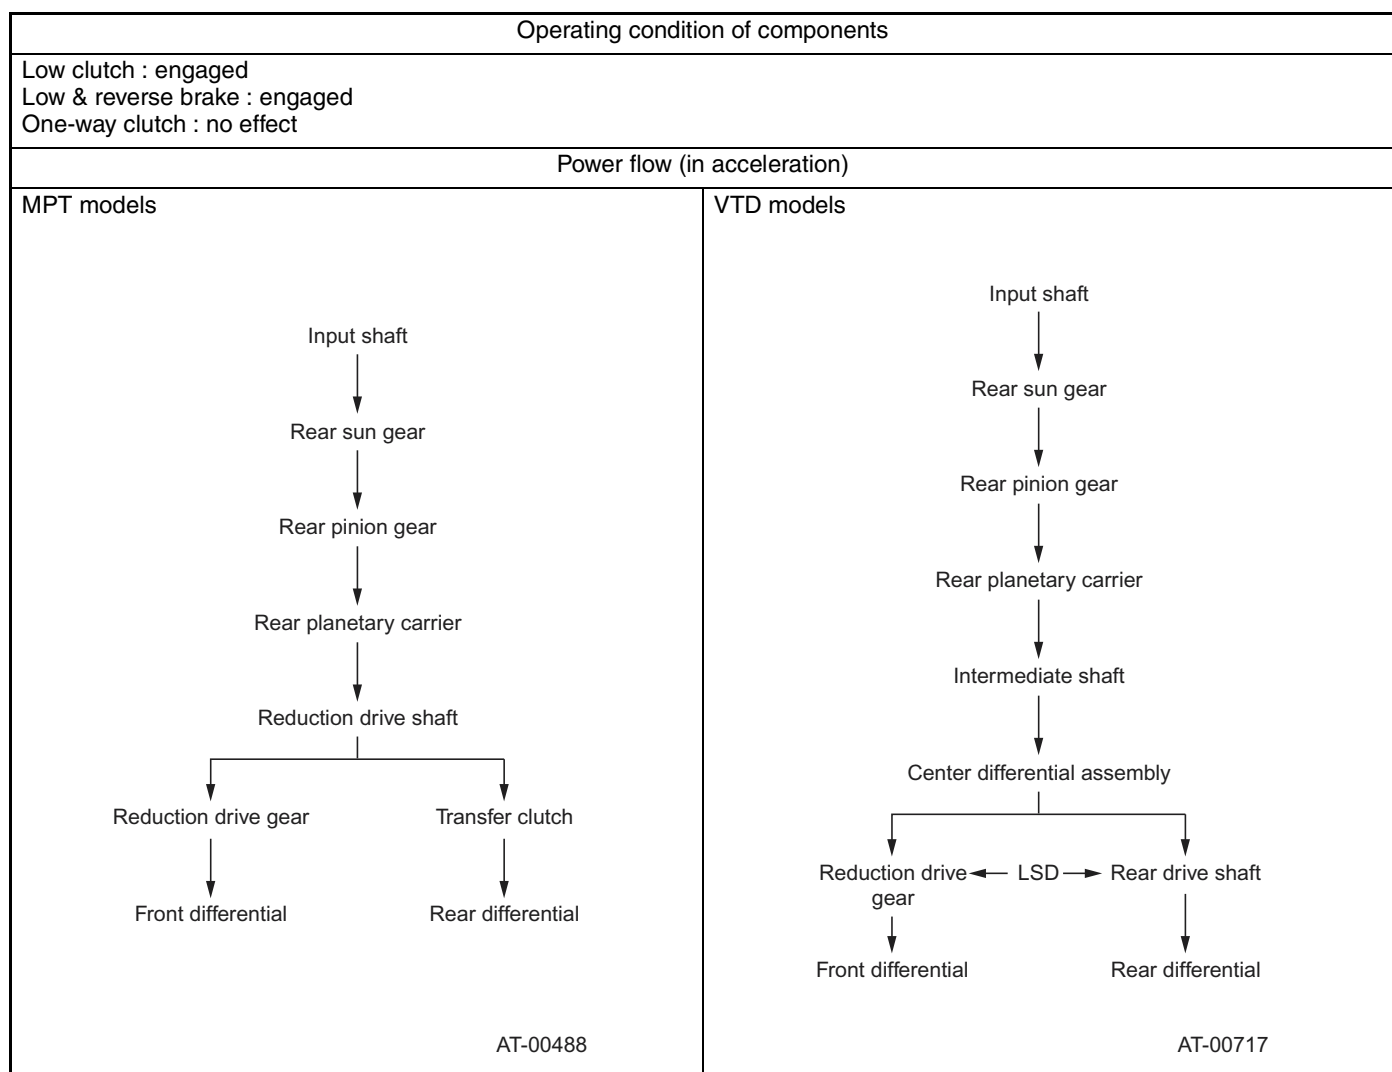 Operating condition of components
Low clutch : engaged
Low & reverse brake : engaged
One-way clutch : no effect
Power flow (in acceleration)
MPT models
Input shaft
Rear sun gear
Rear pinion gear
Rear planetary carrier
Reduction drive shaft
Reduction drive gear
Transfer clutch
Front differential
Rear differential
AT-00488
VTD models
Input shaft
Rear sun gear
Rear pinion gear
Rear planetary carrier
Intermediate shaft
Center differential assembly
Reduction drive
gear
LSD
Rear drive shaft
Front differential
Rear differential
AT-00717